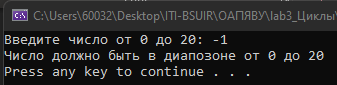 C:\Users\60032\Desktop\ITI-BSUIR\ОАПЯВУ\lab3_Циклы\
Введите число от 0 до 20: -1
Число должно быть в диапозоне от 0 до 20
Press any key to continue . . .